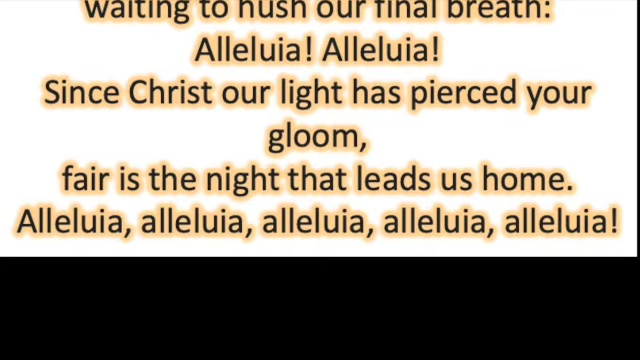 waiting to hush our final breath:
Alleluia! Alleluia!
Since Christ our light has pierced your
gloom,
fair is the night that leads us home.
Alleluia, alleluia, alleluia, alleluia, alleluia!